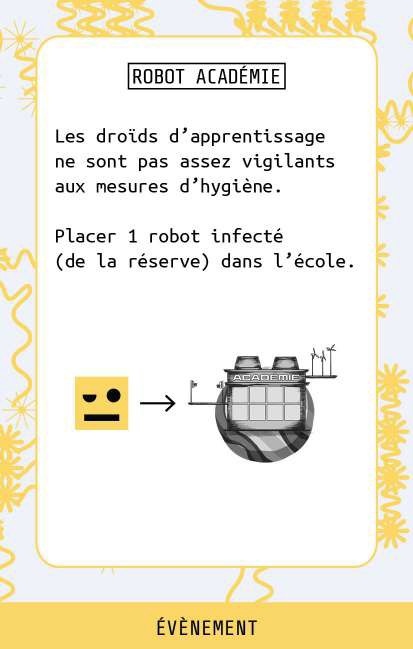 ROBOT ACADÉMIE
Les droïds d’apprentissage
ne sont pas assez vigilants
aux mesures d’hygiène.
Placer 1 robot infecté
(de la réserve) dans l’école.
ACADEMIE
ÉVÈNEMENT